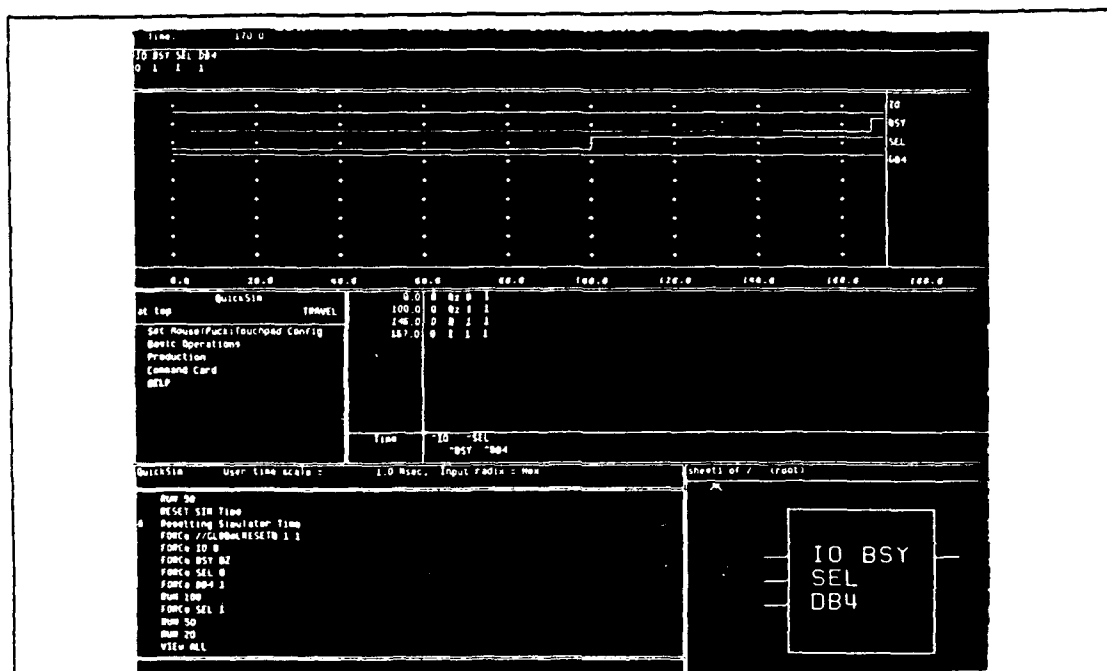 Time: 170.0
IO BSY SEL DB4
0 1 1 1
IO
BSY
SEL
DB4
0.0 20.0 40.0 60.0 80.0 100.0 120.0 140.0 160.0 180.0
QuickSim
at top TRAVEL
Set Mouse/Puck/Touchpad Config
Basic Operations
Production
Command Card
HELP
0.0 0 0z 0 1
100.0 0 0z 1 1
146.0 0 0 1 1
167.0 0 1 1 1
Time ^IO ^SEL
^BSY ^DB4
QuickSim User time scale = 1.0 Nsec, Input radix = Hex
RUN 50
RESET SIM Time
Resetting Simulator Time
FORCe //GLOBALRESETB 1 1
FORCe IO 0
FORCe BSY 0Z
FORCe SEL 0
FORCe DB4 1
RUN 100
FORCe SEL 1
RUN 50
RUN 20
VIEw ALL
sheet1 of / (root)
IO BSY
SEL
DB4